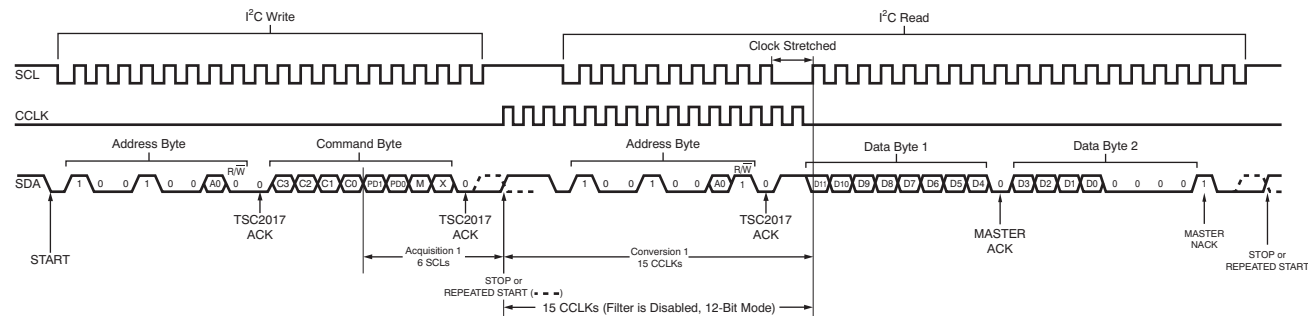 I2C Write
I2C Read
Clock Stretched
SCL
CCLK
Address Byte
Command Byte
Address Byte
Data Byte 1
Data Byte 2
R/W
R/W
SDA
1 0 0 1 0 0 A0 0 0 C3 C2 C1 C0 PD1 PD0 M X 0 1 0 0 1 0 0 A0 1 0 D11 D10 D9 D8 D7 D6 D5 D4 0 D3 D2 D1 D0 0 0 0 0 1
START
TSC2017
ACK
TSC2017
ACK
TSC2017
ACK
MASTER
ACK
MASTER
NACK
STOP or
REPEATED START
Acquisition 1
6 SCLs
Conversion 1
15 CCLKs
STOP or
REPEATED START ( - - - )
15 CCLKs (Filter is Disabled, 12-Bit Mode)